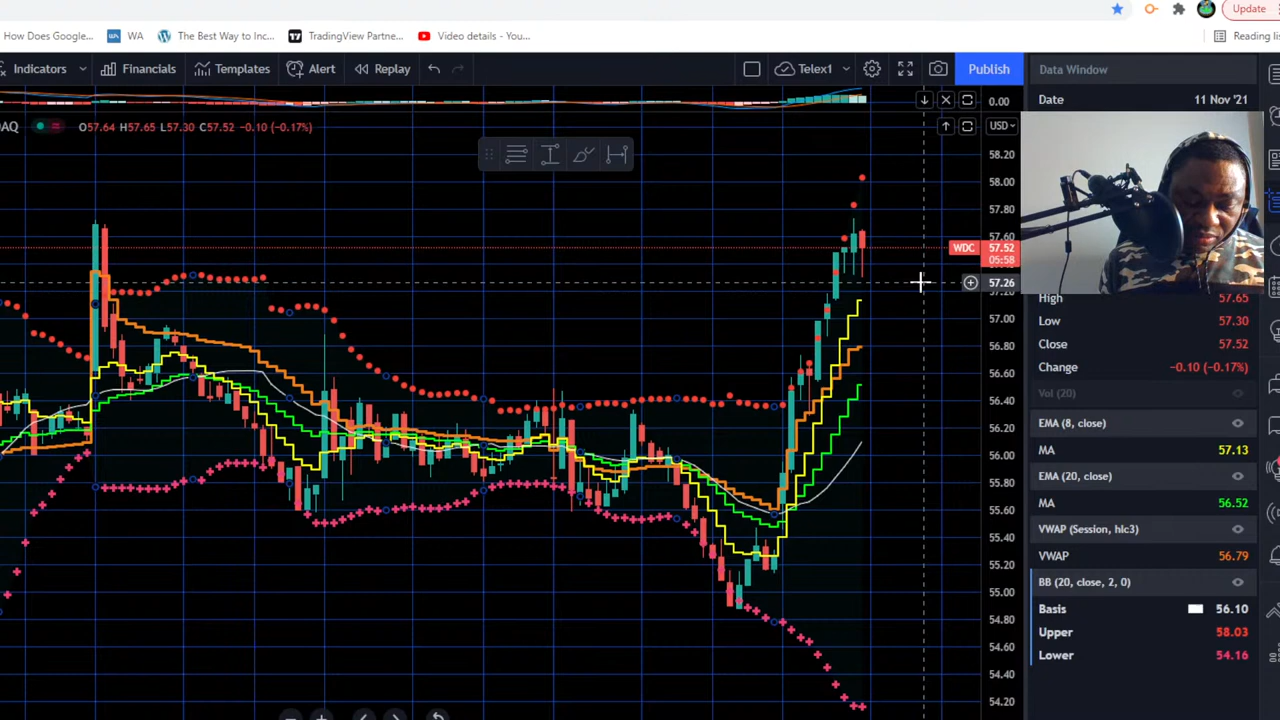 Update
How Does Google... WA The Best Way to Inc... TradingView Partne... Video details - You... Reading lis
Indicators Financials Templates Alert Replay Telex1 Publish
Data Window
Date 11 Nov '21
AQ O57.64 H57.65 L57.30 C57.52 -0.10 (-0.17%)
0.00
USD
58.20
58.00
57.80
57.60
WDC 57.52
05:58
57.26
57.00
56.80
56.60
56.40
56.20
56.00
55.80
55.60
55.40
55.20
55.00
54.80
54.60
54.40
54.20
High 57.65
Low 57.30
Close 57.52
Change -0.10 (-0.17%)
Vol (20)
EMA (8, close)
MA 57.13
EMA (20, close)
MA 56.52
VWAP (Session, hlc3)
VWAP 56.79
BB (20, close, 2, 0)
Basis 56.10
Upper 58.03
Lower 54.16